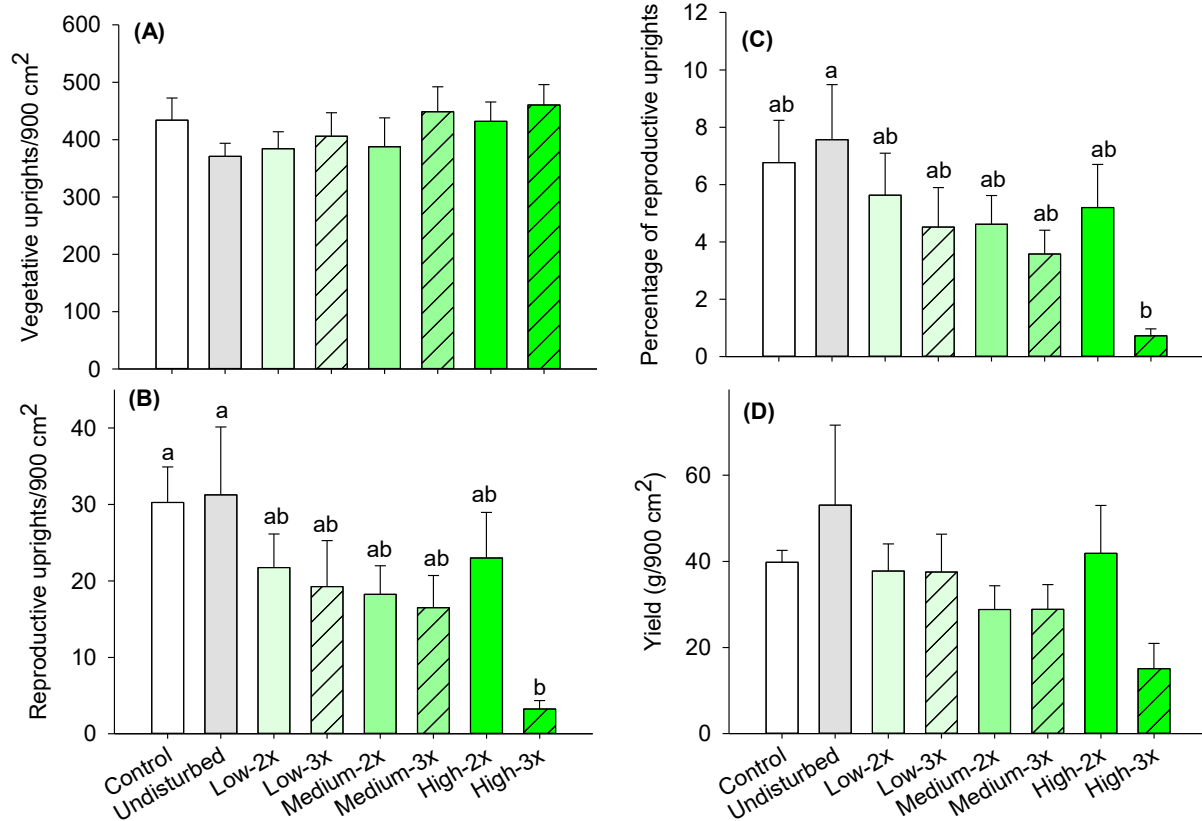 (A)
Vegetative uprights/900 cm²
600
500
400
300
200
100
0
(B)
Reproductive uprights/900 cm²
40
30
20
10
0
a
a
ab
ab
ab
ab
ab
b
Control
Undisturbed
Low-2x
Low-3x
Medium-2x
Medium-3x
High-2x
High-3x
(C)
Percentage of reproductive uprights
12
10
8
6
4
2
0
ab
a
ab
ab
ab
ab
ab
b
(D)
Yield (g/900 cm²)
60
40
20
0
Control
Undisturbed
Low-2x
Low-3x
Medium-2x
Medium-3x
High-2x
High-3x